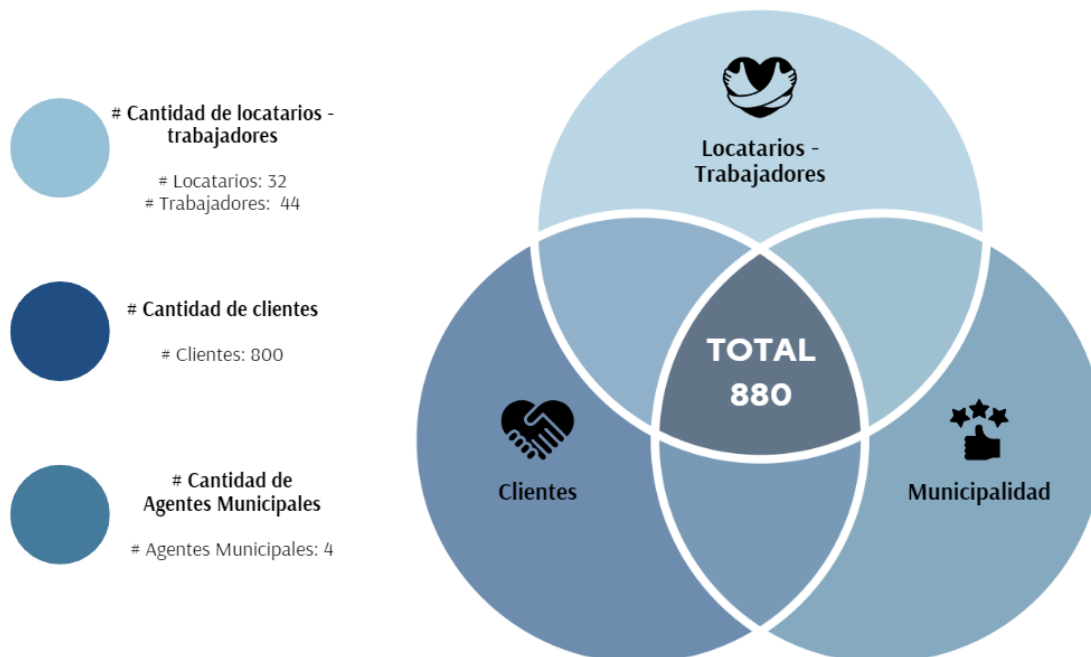 # Cantidad de locatarios -
trabajadores
# Locatarios: 32
# Trabajadores: 44
# Cantidad de clientes
# Clientes: 800
# Cantidad de
Agentes Municipales
# Agentes Municipales: 4
Locatarios -
Trabajadores
TOTAL
880
Clientes
Municipalidad